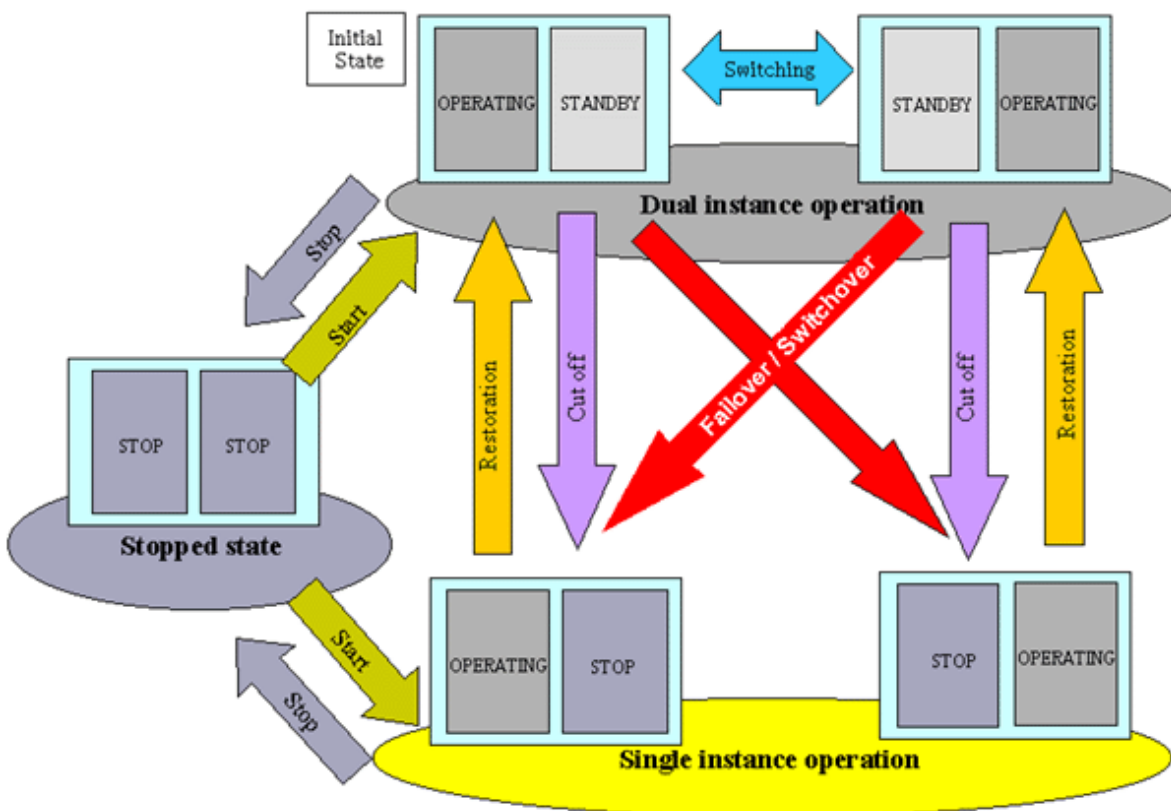 Initial
State
OPERATING
STANDBY
Switching
STANDBY
OPERATING
Dual instance operation
Stop
Start
Restoration
Cut off
Failover / Switchover
Cut off
Restoration
STOP
STOP
Stopped state
Start
Stop
OPERATING
STOP
STOP
OPERATING
Single instance operation